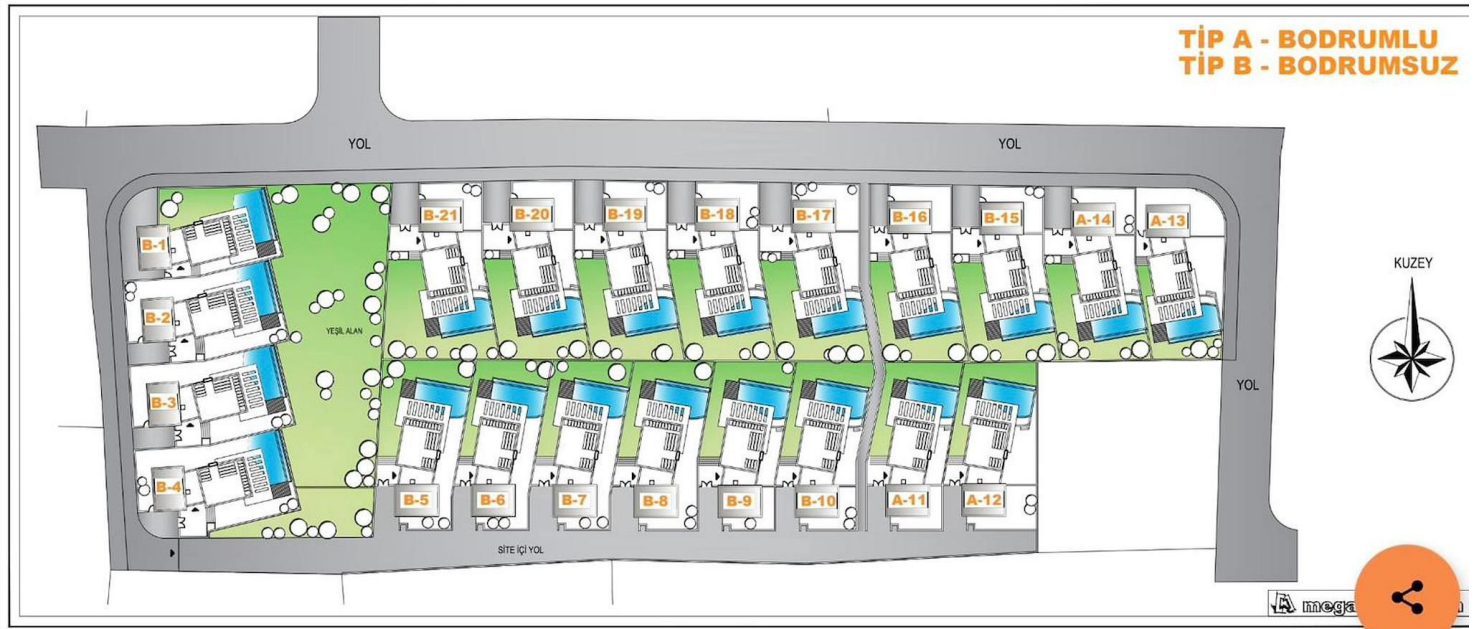 TİP A - BODRUMLU
TİP B - BODRUMSUZ
YOL
YOL
B-21
B-20
B-19
B-18
B-17
B-16
B-15
A-14
A-13
B-1
KUZEY
B-2
YEŞİL ALAN
YOL
B-3
B-4
B-5
B-6
B-7
B-8
B-9
B-10
A-11
A-12
SİTE İÇİ YOL